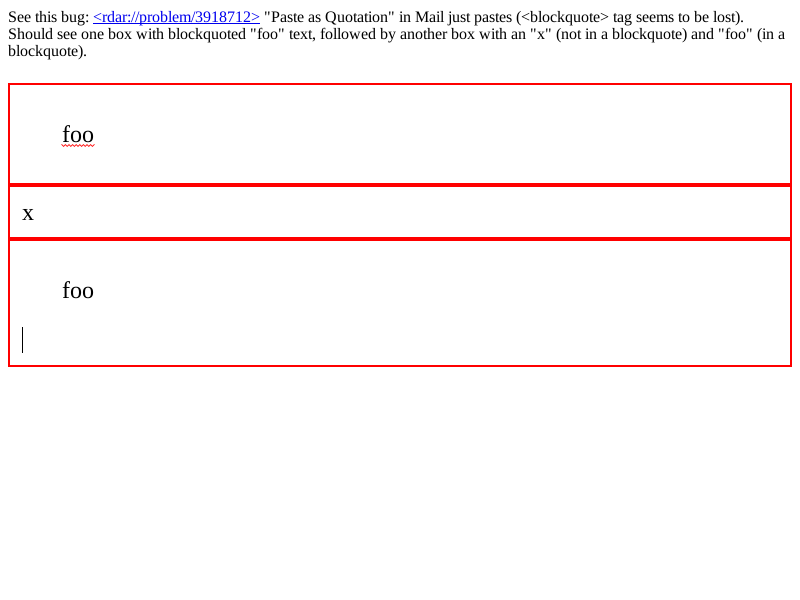 See this bug: <rdar://problem/3918712> "Paste as Quotation" in Mail just pastes (<blockquote> tag seems to be lost).
Should see one box with blockquoted "foo" text, followed by another box with an "x" (not in a blockquote) and "foo" (in a
blockquote).
foo
x
foo